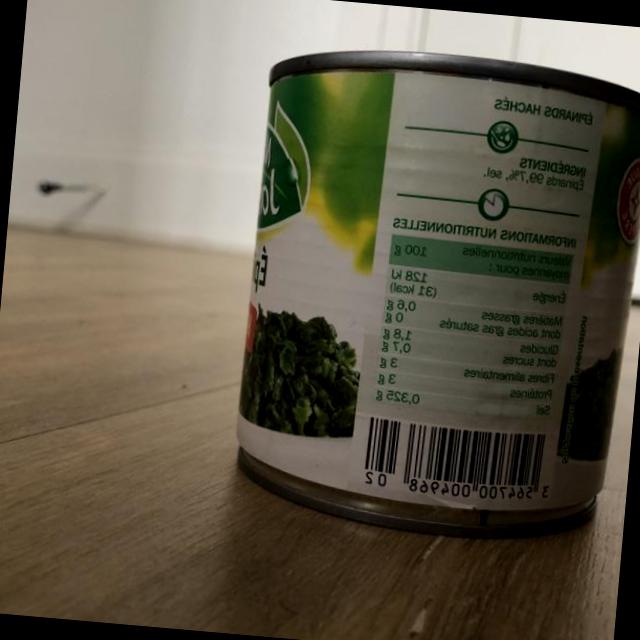 ÉPINARDS HACHÉS
INGRÉDIENTS
Épinards 99,7%, sel.
INFORMATIONS NUTRITIONNELLES
Valeurs nutritionnelles moyennes pour : 100 g
Énergie 128 kJ
(31 kcal)
Matières grasses 0,6 g
dont acides gras saturés 0
Glucides 1,8 g
dont sucres 0,7 g
Fibres alimentaires 3 g
Protéines 3 g
Sel 0,325 g
3 564700 004968
02